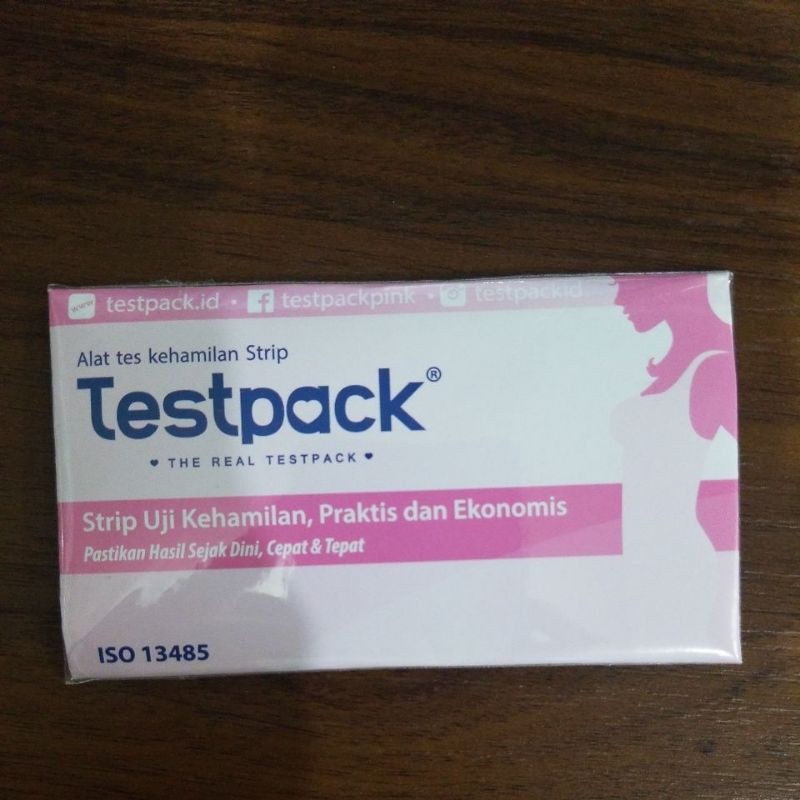 www testpack.id • f testpackpink • testpackid
Alat tes kehamilan Strip
Testpack®
♥ THE REAL TESTPACK ♥
Strip Uji Kehamilan, Praktis dan Ekonomis
Pastikan Hasil Sejak Dini, Cepat & Tepat
ISO 13485